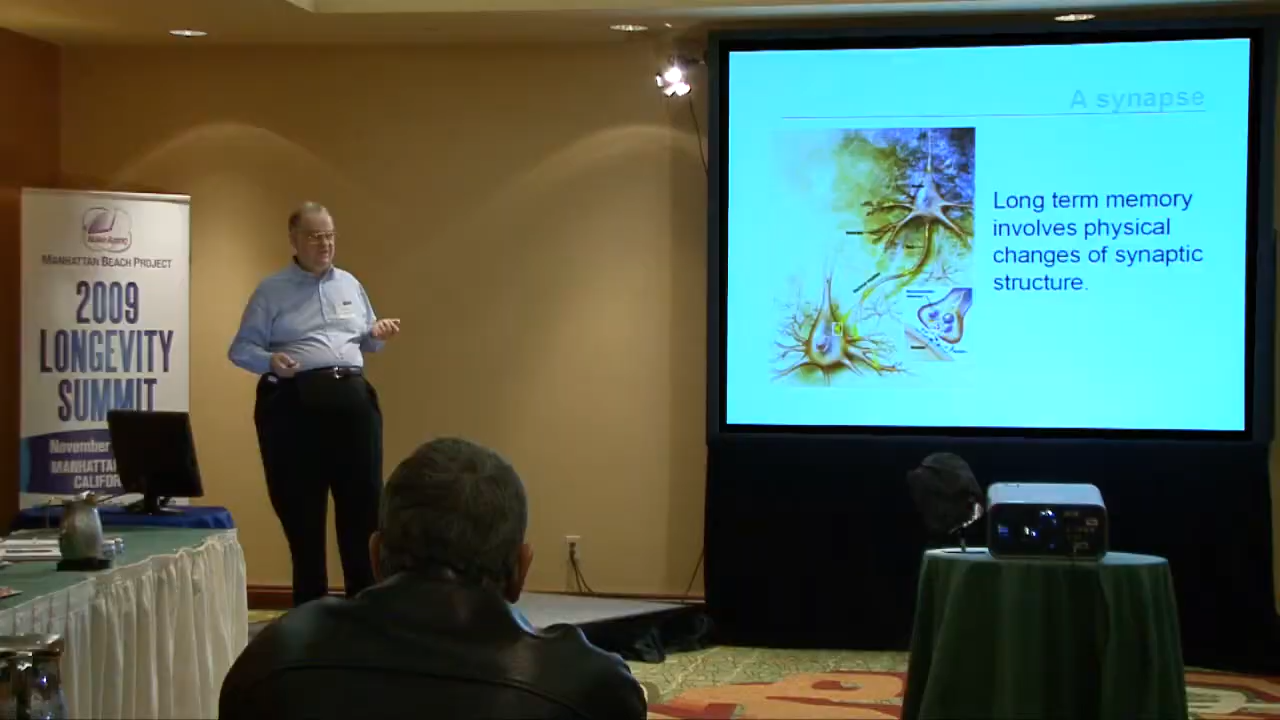 MANHATTAN BEACH PROJECT
2009
LONGEVITY
SUMMIT
November
MANHATTAN
CALIFOR
A synapse
Long term memory
involves physical
changes of synaptic
structure.